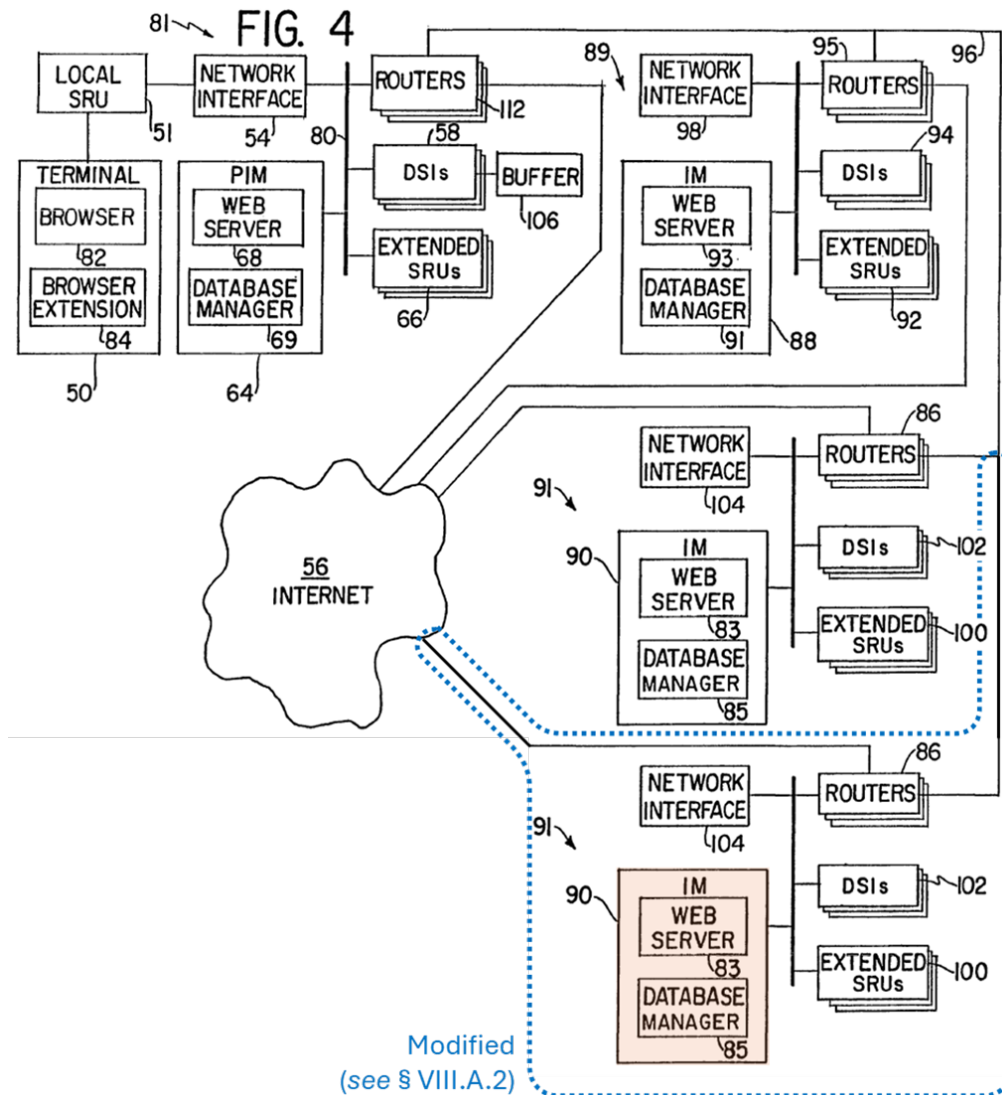 81
FIG. 4
LOCAL
SRU
51
NETWORK
INTERFACE
54
80
ROUTERS
112
58
DSIs
BUFFER
106
EXTENDED
SRUs
66
TERMINAL
BROWSER
82
BROWSER
EXTENSION
84
50
PIM
WEB
SERVER
68
DATABASE
MANAGER
69
64
89
NETWORK
INTERFACE
98
95
ROUTERS
96
94
DSIs
EXTENDED
SRUs
92
IM
WEB
SERVER
93
DATABASE
MANAGER
91
88
56
INTERNET
86
NETWORK
INTERFACE
104
ROUTERS
91
DSIs
102
90
IM
WEB
SERVER
83
DATABASE
MANAGER
85
EXTENDED
SRUs
100
86
NETWORK
INTERFACE
104
ROUTERS
91
DSIs
102
90
IM
WEB
SERVER
83
DATABASE
MANAGER
85
EXTENDED
SRUs
100
Modified
(see § VIII.A.2)